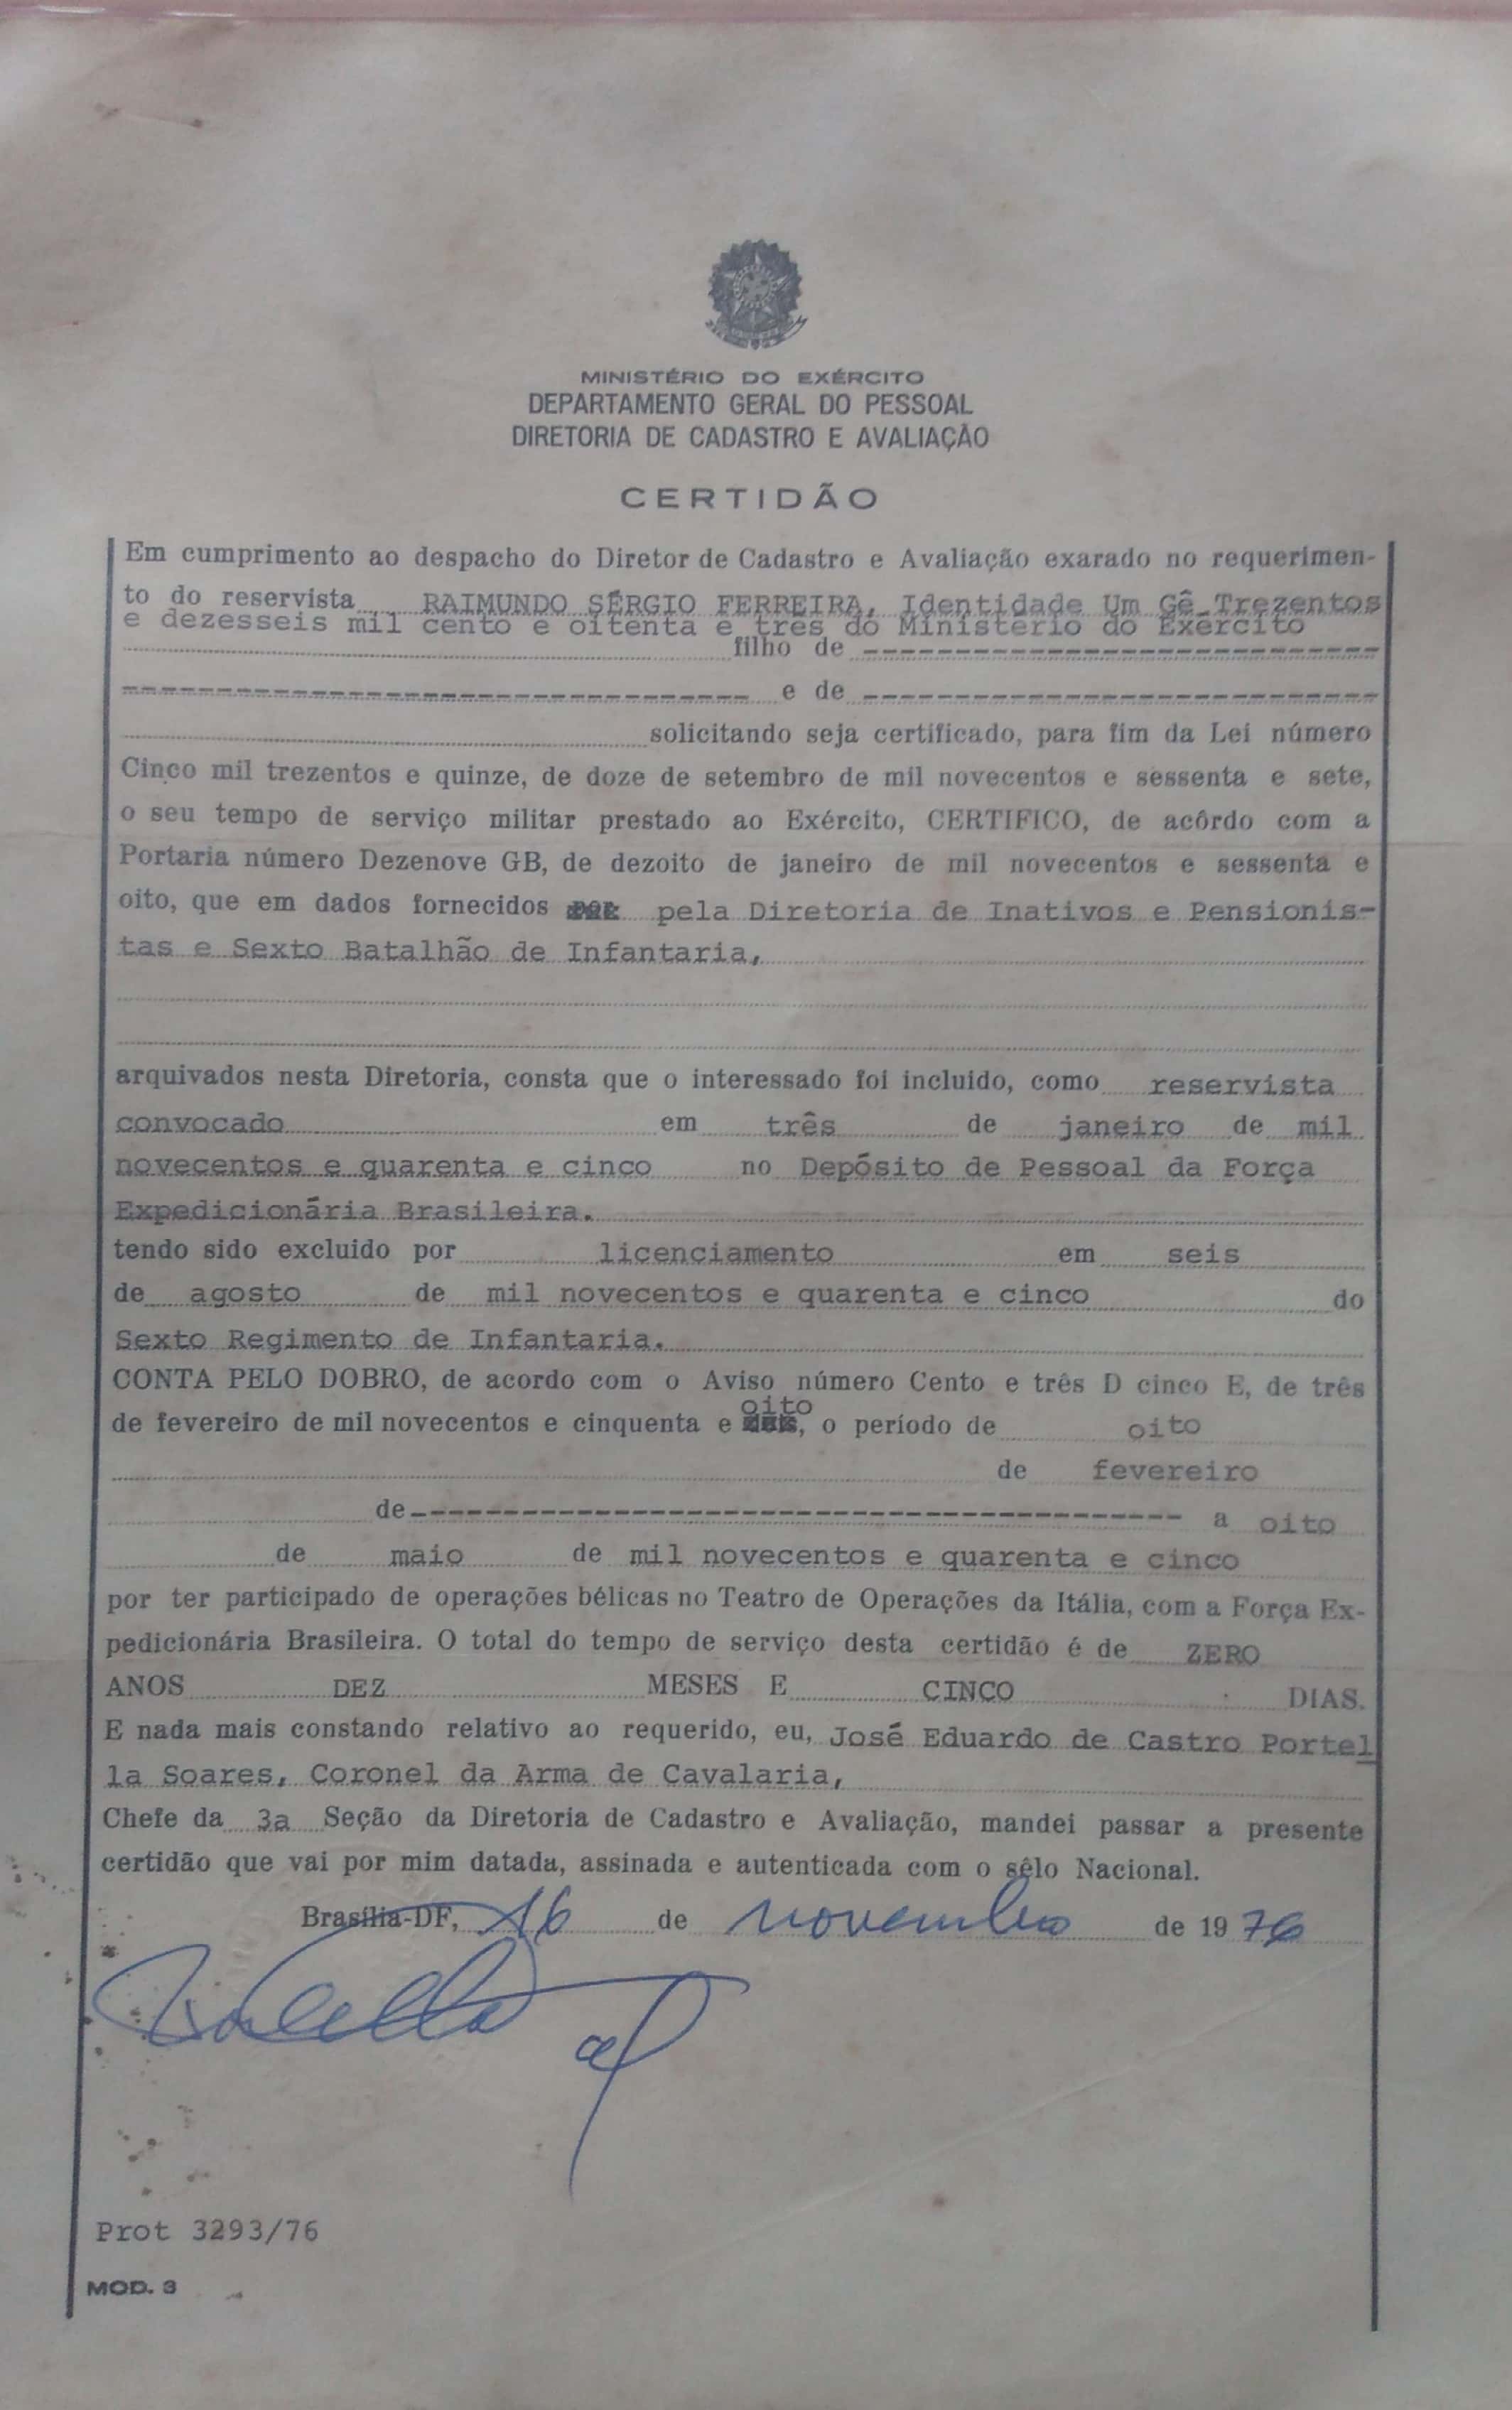 MINISTÉRIO DO EXÉRCITO
DEPARTAMENTO GERAL DO PESSOAL
DIRETORIA DE CADASTRO E AVALIAÇÃO
CERTIDÃO
Em cumprimento ao despacho do Diretor de Cadastro e Avaliação exarado no requerimen-
to do reservista RAIMUNDO SÉRGIO FERREIRA, Identidade Um Gê Trezentos
e dezesseis mil cento e oitenta e três do Ministério do Exército
filho de ----------------------------
---------------------------------- e de ----------------------------
solicitando seja certificado, para fim da Lei número
Cinco mil trezentos e quinze, de doze de setembro de mil novecentos e sessenta e sete,
o seu tempo de serviço militar prestado ao Exército, CERTIFICO, de acôrdo com a
Portaria número Dezenove GB, de dezoito de janeiro de mil novecentos e sessenta e
oito, que em dados fornecidos pela Diretoria de Inativos e Pensionis-
tas e Sexto Batalhão de Infantaria,
arquivados nesta Diretoria, consta que o interessado foi incluido, como reservista
convocado em três de janeiro de mil
novecentos e quarenta e cinco no Depósito de Pessoal da Força
Expedicionária Brasileira.
tendo sido excluido por licenciamento em seis
de agosto de mil novecentos e quarenta e cinco do
Sexto Regimento de Infantaria.
CONTA PELO DOBRO, de acordo com o Aviso número Cento e três D cinco E, de três
de fevereiro de mil novecentos e cinquenta e oito, o período de oito
de fevereiro
de ------------------------------------------ a oito
de maio de mil novecentos e quarenta e cinco
por ter participado de operações bélicas no Teatro de Operações da Itália, com a Força Ex-
pedicionária Brasileira. O total do tempo de serviço desta certidão é de ZERO
ANOS DEZ MESES E CINCO DIAS.
E nada mais constando relativo ao requerido, eu, José Eduardo de Castro Portel
la Soares, Coronel da Arma de Cavalaria,
Chefe da 3a Seção da Diretoria de Cadastro e Avaliação, mandei passar a presente
certidão que vai por mim datada, assinada e autenticada com o sêlo Nacional.
Brasília-DF, 16 de novembro de 1976
Prot 3293/76
MOD. 3